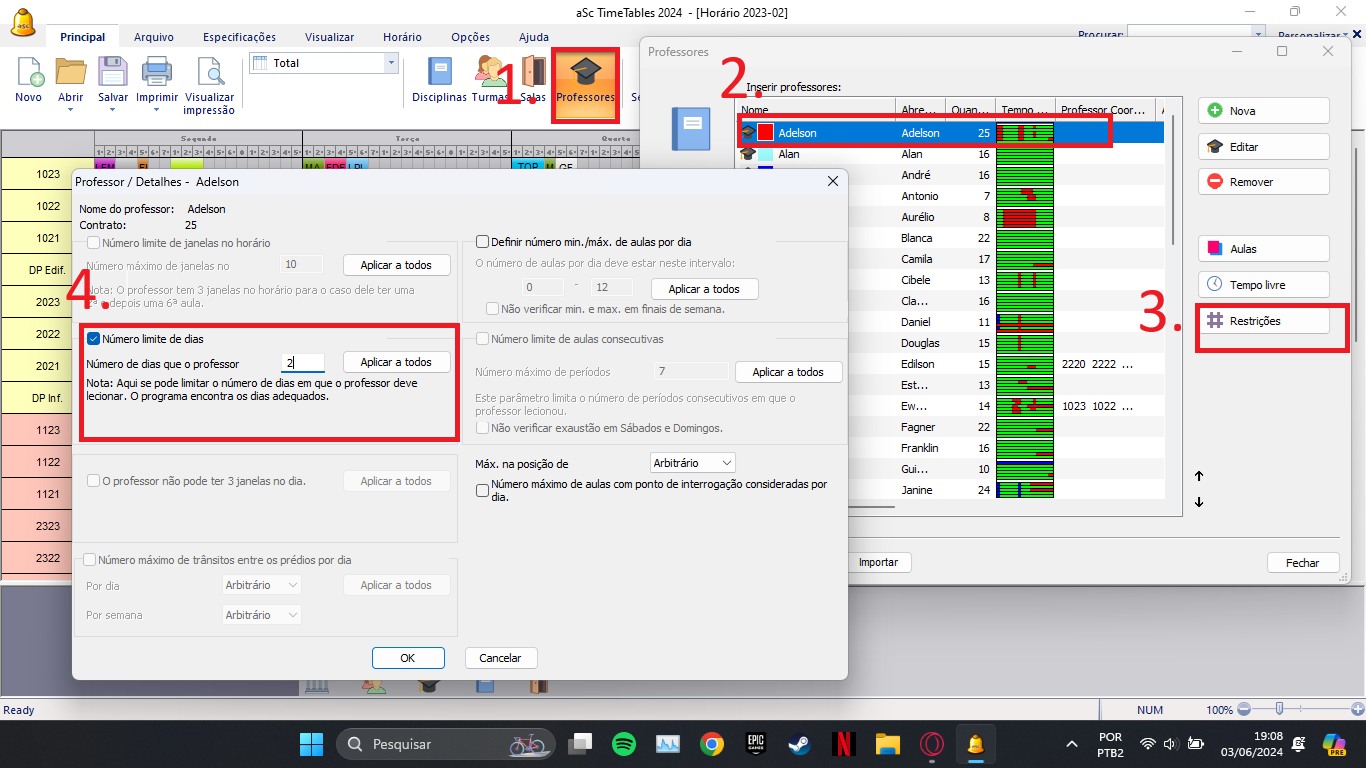 aSc TimeTables 2024 - [Horário 2023-02]
aSc
Principal Arquivo Especificações Visualizar Horário Opções Ajuda
Procurar: Personalizar
Novo Abrir Salvar Imprimir Visualizar impressão
Total
Disciplinas Turmas Salas Professores
1. 2.
Professores
Inserir professores:
Nome Abre... Quan... Tempo ... Professor Coor...
Adelson Adelson 25
Alan Alan 16
André 16
Antonio 7
Aurélio 8
Blanca 22
Camila 17
Cibele 13
Cla... 16
Daniel 11
Douglas 15
Edilson 15 2220 2222 ...
Est... 13
Ew... 14 1023 1022 ...
Fagner 22
Franklin 16
Gui... 10
Janine 24
Nova
Editar
Remover
Aulas
Tempo livre
3.
Restrições
Importar
Fechar
Segunda Terça Quarta
1023
1022
1021
DP Edif.
2023
2022
2021
DP Inf.
1123
1122
1121
2323
2322
Professor / Detalhes - Adelson
Nome do professor: Adelson
Contrato: 25
Número limite de janelas no horário
Número máximo de janelas no 10 Aplicar a todos
Nota: O professor tem 3 janelas no horário para o caso dele ter uma
2ª e depois uma 6ª aula.
4.
Número limite de dias
Número de dias que o professor 2 Aplicar a todos
Nota: Aqui se pode limitar o número de dias em que o professor deve
lecionar. O programa encontra os dias adequados.
O professor não pode ter 3 janelas no dia. Aplicar a todos
Número máximo de trânsitos entre os prédios por dia
Por dia Arbitrário Aplicar a todos
Por semana Arbitrário
Definir número min./máx. de aulas por dia
O número de aulas por dia deve estar neste intervalo:
0 - 12 Aplicar a todos
Não verificar min. e max. em finais de semana.
Número limite de aulas consecutivas
Número máximo de períodos 7 Aplicar a todos
Este parâmetro limita o número de períodos consecutivos em que o
professor lecionou.
Não verificar exaustão em Sábados e Domingos.
Máx. na posição de Arbitrário
Número máximo de aulas com ponto de interrogação consideradas por
dia.
OK Cancelar
Ready NUM 100%
Pesquisar
EPIC GAMES
POR
PTB2
19:08
03/06/2024
PRE